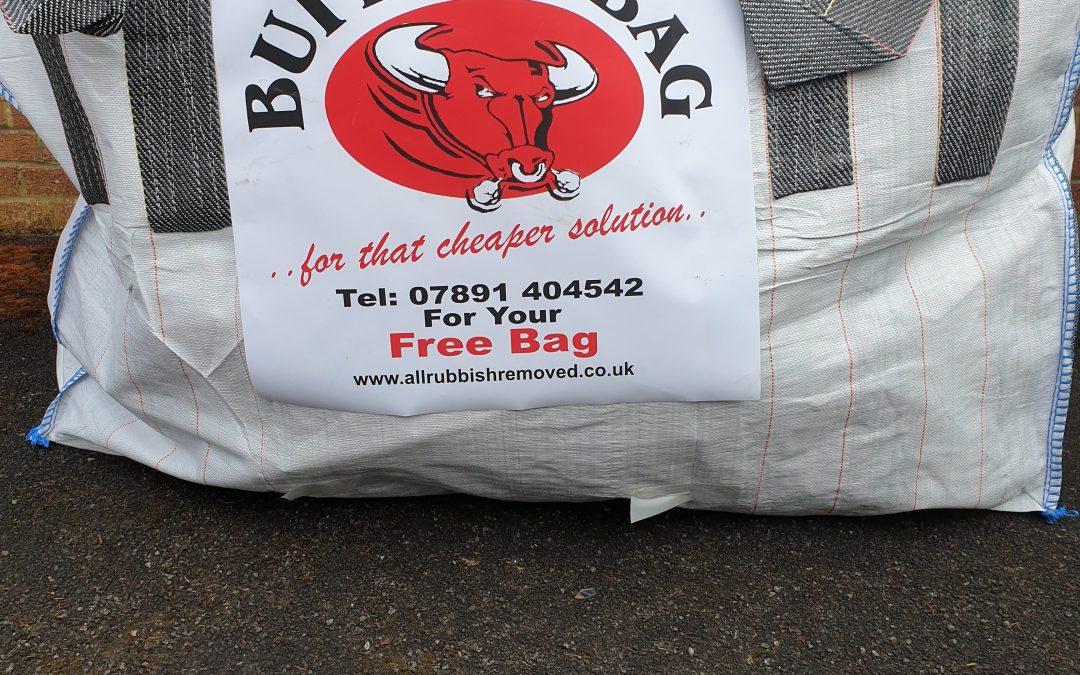 BAG
..for that cheaper solution..
Tel: 07891 404542
For Your
Free Bag
www.allrubbishremoved.co.uk